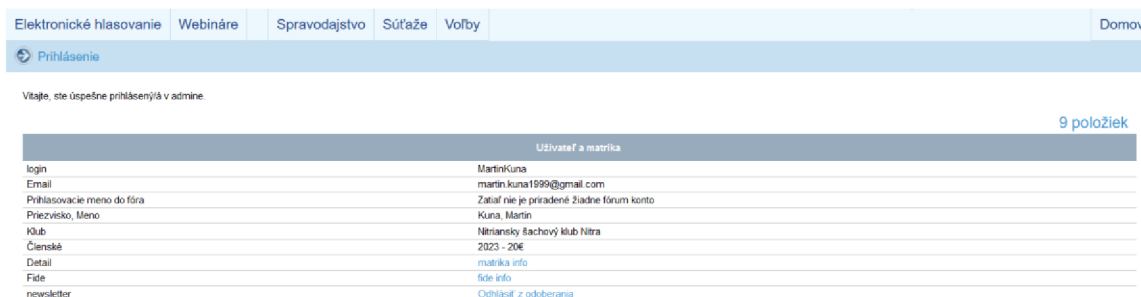 Elektronické hlasovanie Webináre Spravodajstvo Súťaže Voľby Domov
Prihlásenie
Vitajte, ste úspešne prihlásený/á v admine.
9 položiek
Užívateľ a matrika
login MartinKuna
Email martin.kuna1999@gmail.com
Prihlasovacie meno do fóra Zatiaľ nie je priradené žiadne fórum konto
Priezvisko, Meno Kuna, Martin
Klub Nitriansky šachový klub Nitra
Členské 2023 - 20€
Detail matrika info
Fide fide info
newsletter Odhlásiť z odoberania